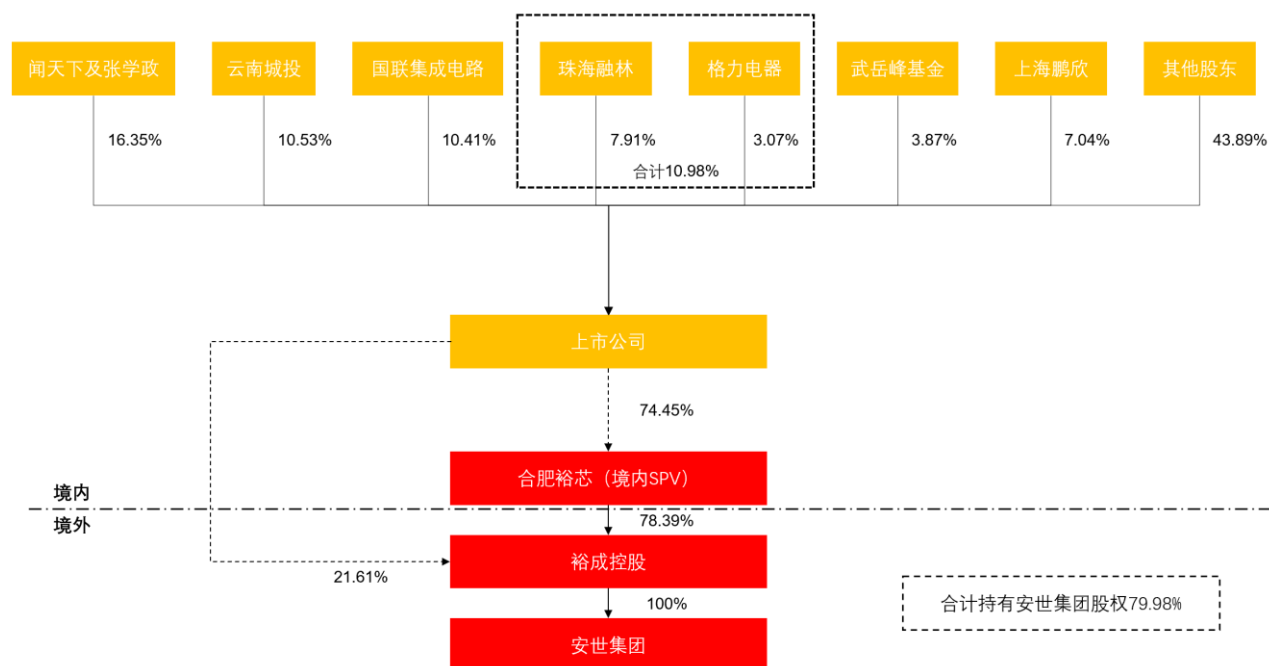 闻天下及张学政
云南城投
国联集成电路
珠海融林
格力电器
武岳峰基金
上海鹏欣
其他股东
16.35%
10.53%
10.41%
7.91%
3.07%
3.87%
7.04%
43.89%
合计10.98%
上市公司
74.45%
合肥裕芯（境内SPV）
境内
境外
78.39%
裕成控股
21.61%
100%
合计持有安世集团股权79.98%
安世集团